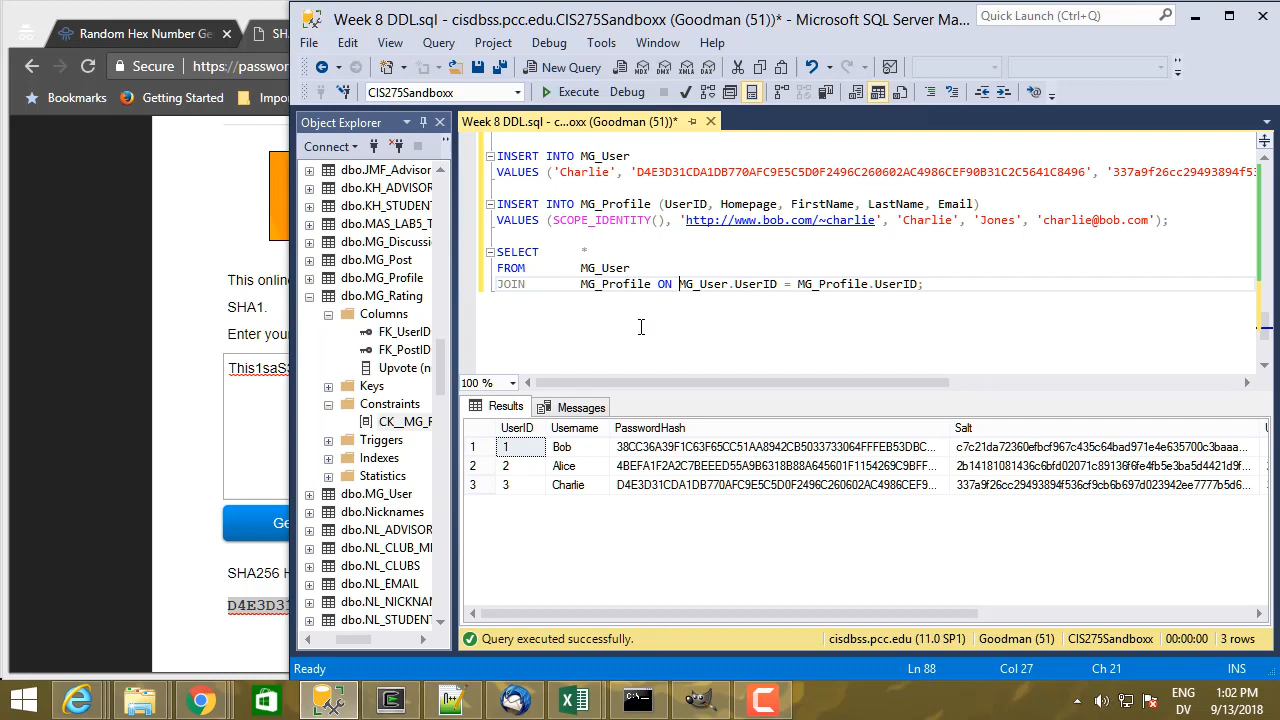 Random Hex Number Ge
SHA
Secure https://passwor
Bookmarks Getting Started Impo
This online
SHA1.
Enter your
This1saS
Ge
SHA256 H
D4E3D31
Week 8 DDL.sql - cisdbss.pcc.edu.CIS275Sandboxx (Goodman (51))* - Microsoft SQL Server Ma...
Quick Launch (Ctrl+Q)
File Edit View Query Project Debug Tools Window Help
New Query
CIS275Sandboxx
Execute Debug
Object Explorer
Connect
dbo.JMF_Advisor
dbo.KH_ADVISOR
dbo.KH_STUDENT
dbo.MAS_LAB5_T
dbo.MG_Discussi
dbo.MG_Post
dbo.MG_Profile
dbo.MG_Rating
Columns
FK_UserID
FK_PostID
Upvote (n
Keys
Constraints
CK__MG_R
Triggers
Indexes
Statistics
dbo.MG_User
dbo.Nicknames
dbo.NL_ADVISOR
dbo.NL_CLUB_ME
dbo.NL_CLUBS
dbo.NL_EMAIL
dbo.NL_NICKNAM
dbo.NL_STUDENT
Week 8 DDL.sql - c...oxx (Goodman (51))*
INSERT INTO MG_User
VALUES ('Charlie', 'D4E3D31CDA1DB770AFC9E5C5D0F2496C260602AC4986CEF90B31C2C5641C8496', '337a9f26cc29493894f53
INSERT INTO MG_Profile (UserID, Homepage, FirstName, LastName, Email)
VALUES (SCOPE_IDENTITY(), 'http://www.bob.com/~charlie', 'Charlie', 'Jones', 'charlie@bob.com');
SELECT *
FROM MG_User
JOIN MG_Profile ON MG_User.UserID = MG_Profile.UserID;
100 %
Results Messages
UserID Usemame PasswordHash Salt
1 1 Bob 38CC36A39F1C63F65CC51AA8942CB5033733064FFFEB53DBC... c7c21da72360efbcf967c435c64bad971e4e635700c3baaa...
2 2 Alice 4BEFA1F2A2C7BEEED55A9B6318B88A645601F1154269C9BFF... 2b14181081436c6bfd02071c89136f6fe4fb5e3ba5d4421d9f...
3 3 Charlie D4E3D31CDA1DB770AFC9E5C5D0F2496C260602AC4986CEF9... 337a9f26cc29493894f536cf9cb6b697d023942ee7777b5d6...
Query executed successfully. cisdbss.pcc.edu (11.0 SP1) Goodman (51) CIS275Sandboxx 00:00:00 3 rows
Ready Ln 88 Col 27 Ch 21 INS
ENG 1:02 PM
DV 9/13/2018